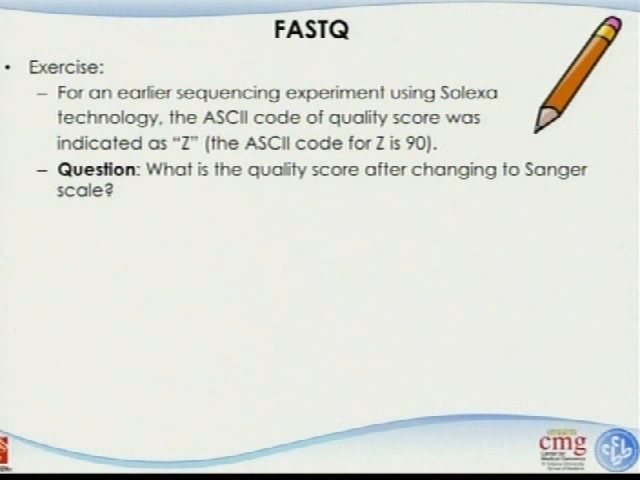 FASTQ
• Exercise:
– For an earlier sequencing experiment using Solexa
technology, the ASCII code of quality score was
indicated as “Z” (the ASCII code for Z is 90).
– Question: What is the quality score after changing to Sanger
scale?
cmg